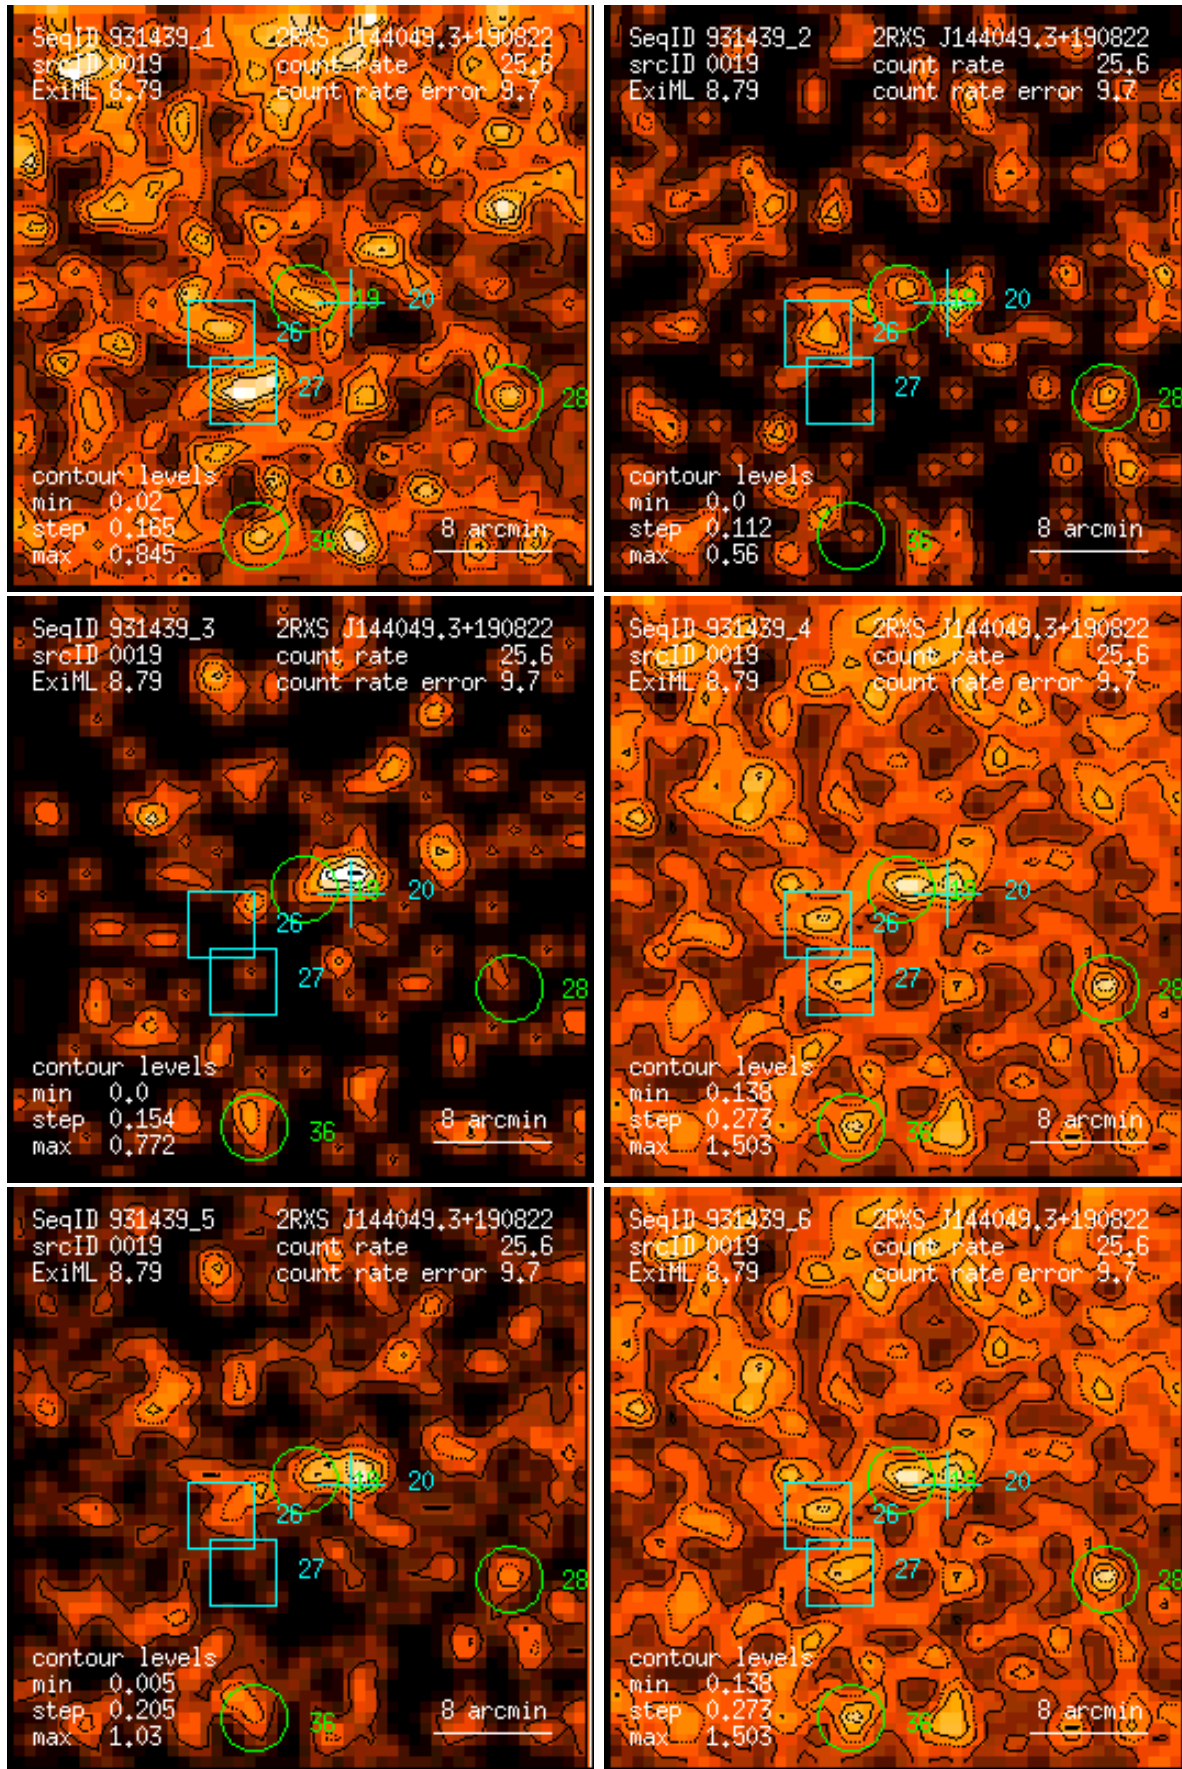 SeqID 931439_1 2RXS J144049.3+190822
srcID 0019 count rate 25.6
ExiML 8.79 count rate error 9.7
19 20
26
27
28
contour levels
min 0.02
step 0.165 36 8 arcmin
max 0.845
SeqID 931439_2 2RXS J144049.3+190822
srcID 0019 count rate 25.6
ExiML 8.79 count rate error 9.7
19 20
26
27
28
contour levels
min 0.0
step 0.112 36 8 arcmin
max 0.56
SeqID 931439_3 2RXS J144049.3+190822
srcID 0019 count rate 25.6
ExiML 8.79 count rate error 9.7
19 20
26
27
28
contour levels
min 0.0
step 0.154 36 8 arcmin
max 0.772
SeqID 931439_4 2RXS J144049.3+190822
srcID 0019 count rate 25.6
ExiML 8.79 count rate error 9.7
19 20
26
27
28
contour levels
min 0.138
step 0.273 36 8 arcmin
max 1.503
SeqID 931439_5 2RXS J144049.3+190822
srcID 0019 count rate 25.6
ExiML 8.79 count rate error 9.7
19 20
26
27
28
contour levels
min 0.005
step 0.205 36 8 arcmin
max 1.03
SeqID 931439_6 2RXS J144049.3+190822
srcID 0019 count rate 25.6
ExiML 8.79 count rate error 9.7
19 20
26
27
28
contour levels
min 0.138
step 0.273 36 8 arcmin
max 1.503